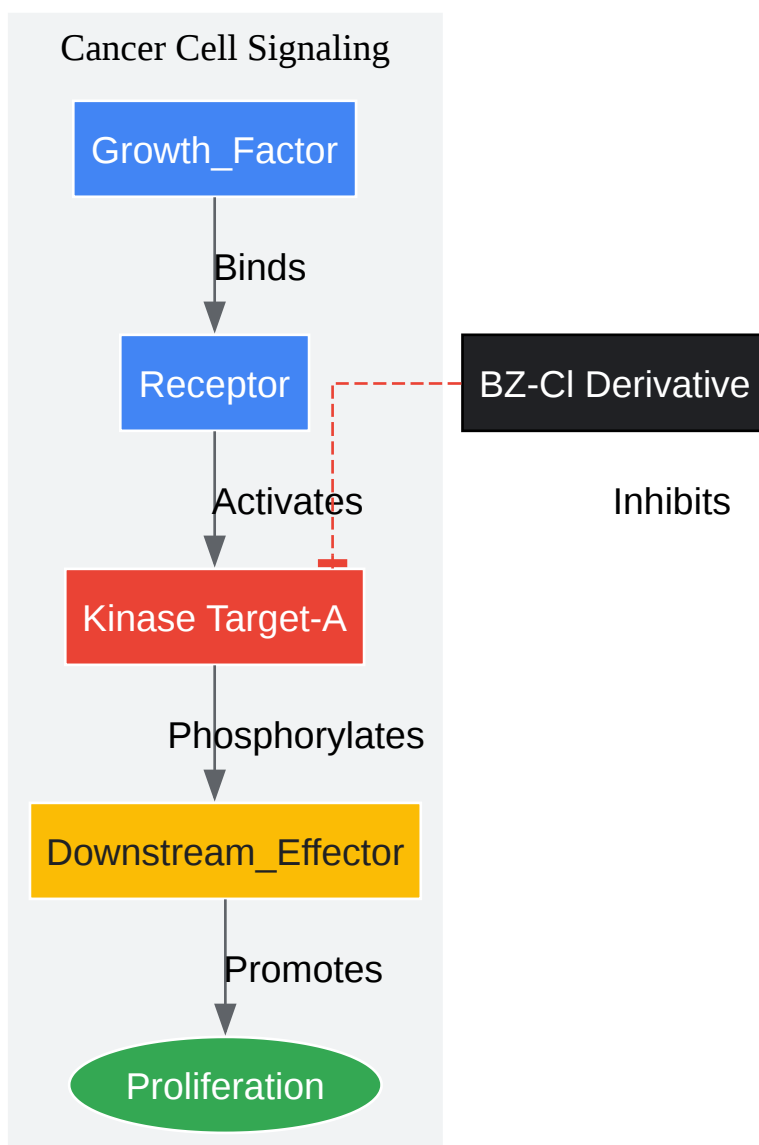 Cancer Cell Signaling
Growth_Factor
Binds
Receptor
BZ-Cl Derivative
Activates
Inhibits
Kinase Target-A
Phosphorylates
Downstream_Effector
Promotes
Proliferation